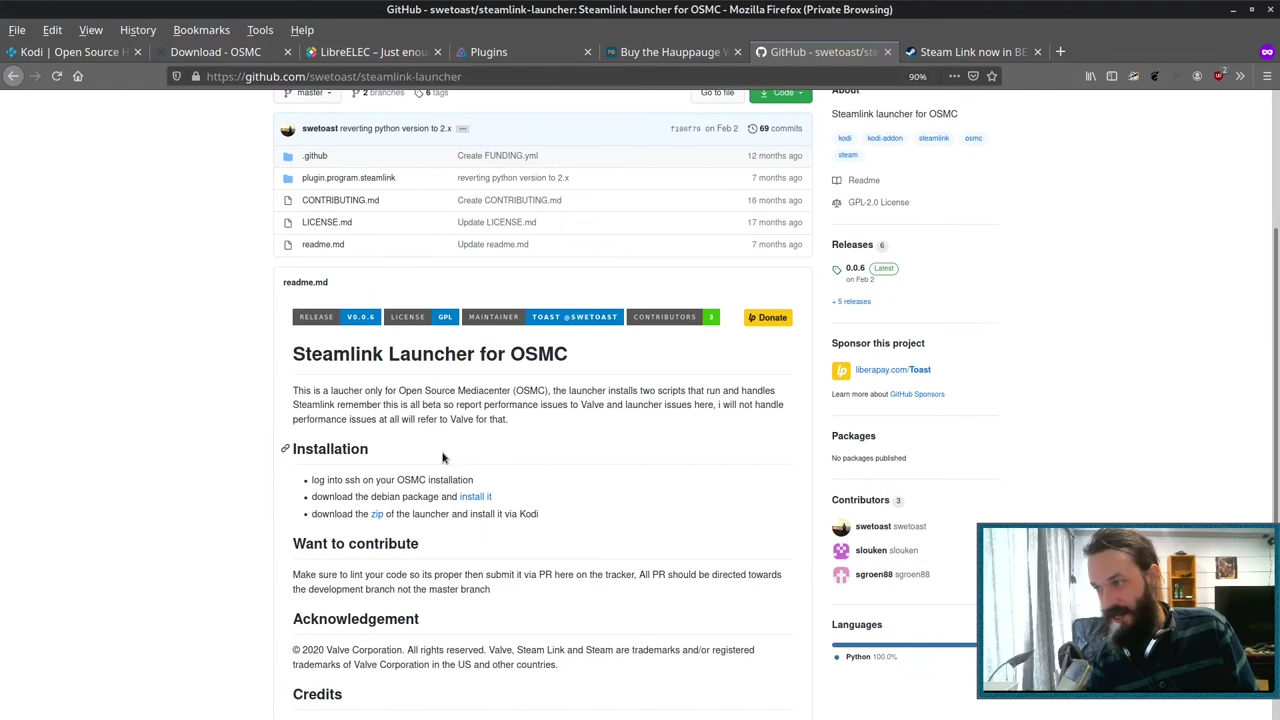 GitHub - swetoast/steamlink-launcher: Steamlink launcher for OSMC - Mozilla Firefox (Private Browsing)
File Edit View History Bookmarks Tools Help
Kodi | Open Source H
Download - OSMC
LibreELEC – Just enou
Plugins
Buy the Hauppauge V
GitHub - swetoast/ste
Steam Link now in BE
https://github.com/swetoast/steamlink-launcher
90%
2
master
2 branches
6 tags
Go to file
Code
swetoast reverting python version to 2.x
f198f79 on Feb 2
69 commits
.github Create FUNDING.yml 12 months ago
plugin.program.steamlink reverting python version to 2.x 7 months ago
CONTRIBUTING.md Create CONTRIBUTING.md 16 months ago
LICENSE.md Update LICENSE.md 17 months ago
readme.md Update readme.md 7 months ago
readme.md
RELEASE V0.0.6 LICENSE GPL MAINTAINER TOAST @SWETOAST CONTRIBUTORS 3
lp Donate
Steamlink Launcher for OSMC
This is a laucher only for Open Source Mediacenter (OSMC), the launcher installs two scripts that run and handles
Steamlink remember this is all beta so report performance issues to Valve and launcher issues here, i will not handle
performance issues at all will refer to Valve for that.
Installation
• log into ssh on your OSMC installation
• download the debian package and install it
• download the zip of the launcher and install it via Kodi
Want to contribute
Make sure to lint your code so its proper then submit it via PR here on the tracker, All PR should be directed towards
the development branch not the master branch
Acknowledgement
© 2020 Valve Corporation. All rights reserved. Valve, Steam Link and Steam are trademarks and/or registered
trademarks of Valve Corporation in the US and other countries.
Credits
About
Steamlink launcher for OSMC
kodi kodi-addon steamlink osmc
steam
Readme
GPL-2.0 License
Releases 6
0.0.6 Latest
on Feb 2
+ 5 releases
Sponsor this project
lp liberapay.com/Toast
Learn more about GitHub Sponsors
Packages
No packages published
Contributors 3
swetoast swetoast
slouken slouken
sgroen88 sgroen88
Languages
Python 100.0%